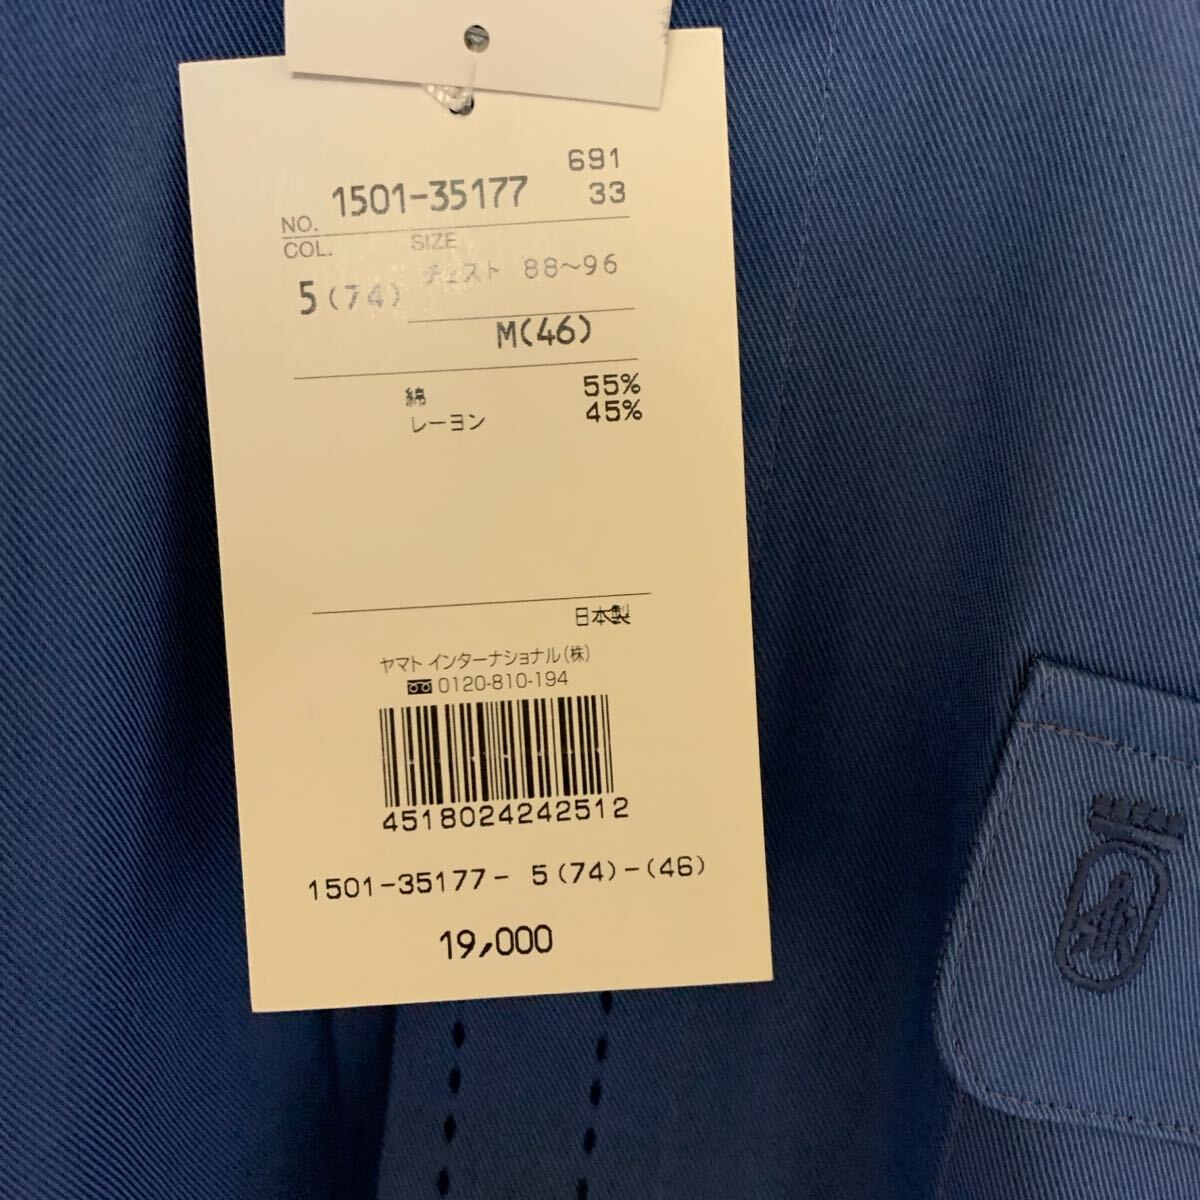 691
NO. 1501-35177 33
COL. SIZE
チェスト 88～96
5(74)
M(46)
綿 55%
レーヨン 45%
日本製
ヤマト インターナショナル(株)
0120-810-194
4518024242512
1501-35177- 5(74)-(46)
19,000